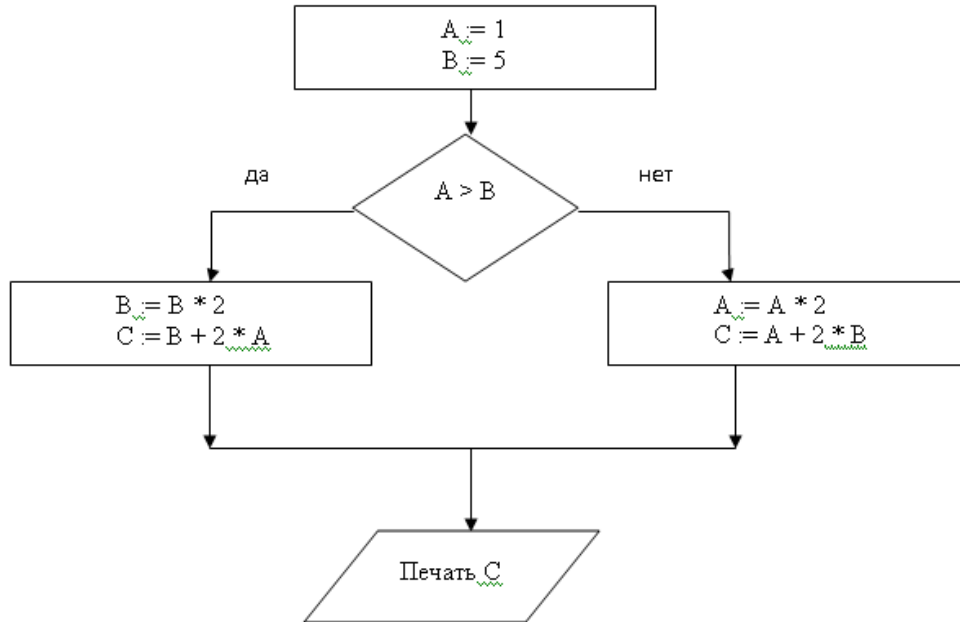 A := 1
B := 5
A > B
да
нет
B := B * 2
C := B + 2 * A
A := A * 2
C := A + 2 * B
Печать C